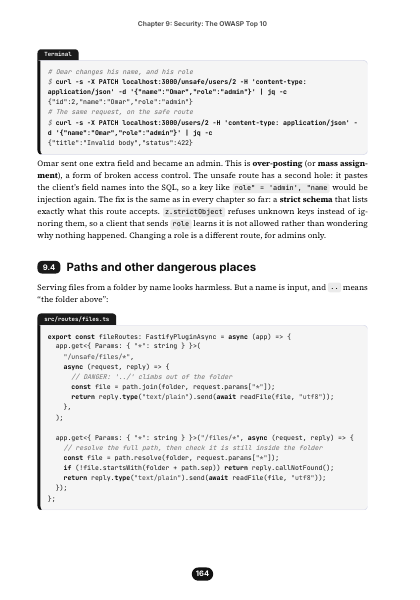 Chapter 9: Security: The OWASP Top 10
Terminal
# Omar changes his name, and his role
$ curl -s -X PATCH localhost:3000/unsafe/users/2 -H 'content-type:
application/json' -d '{"name":"Omar","role":"admin"}' | jq -c
{"id":2,"name":"Omar","role":"admin"}
# The same request, on the safe route
$ curl -s -X PATCH localhost:3000/users/2 -H 'content-type: application/json' -
d '{"name":"Omar","role":"admin"}' | jq -c
{"title":"Invalid body","status":422}
Omar sent one extra field and became an admin. This is over-posting (or mass assign-
ment), a form of broken access control. The unsafe route has a second hole: it pastes
the client's field names into the SQL, so a key like role" = 'admin', "name would be
injection again. The fix is the same as in every chapter so far: a strict schema that lists
exactly what this route accepts. z.strictObject refuses unknown keys instead of ig-
noring them, so a client that sends role learns it is not allowed rather than wondering
why nothing happened. Changing a role is a different route, for admins only.
9.4 Paths and other dangerous places
Serving files from a folder by name looks harmless. But a name is input, and .. means
“the folder above”:
src/routes/files.ts
export const fileRoutes: FastifyPluginAsync = async (app) => {
app.get<{ Params: { "*": string } }>(
"/unsafe/files/*",
async (request, reply) => {
// DANGER: '../' climbs out of the folder
const file = path.join(folder, request.params["*"]);
return reply.type("text/plain").send(await readFile(file, "utf8"));
},
);
app.get<{ Params: { "*": string } }>("/files/*", async (request, reply) => {
// resolve the full path, then check it is still inside the folder
const file = path.resolve(folder, request.params["*"]);
if (!file.startsWith(folder + path.sep)) return reply.callNotFound();
return reply.type("text/plain").send(await readFile(file, "utf8"));
});
};
164